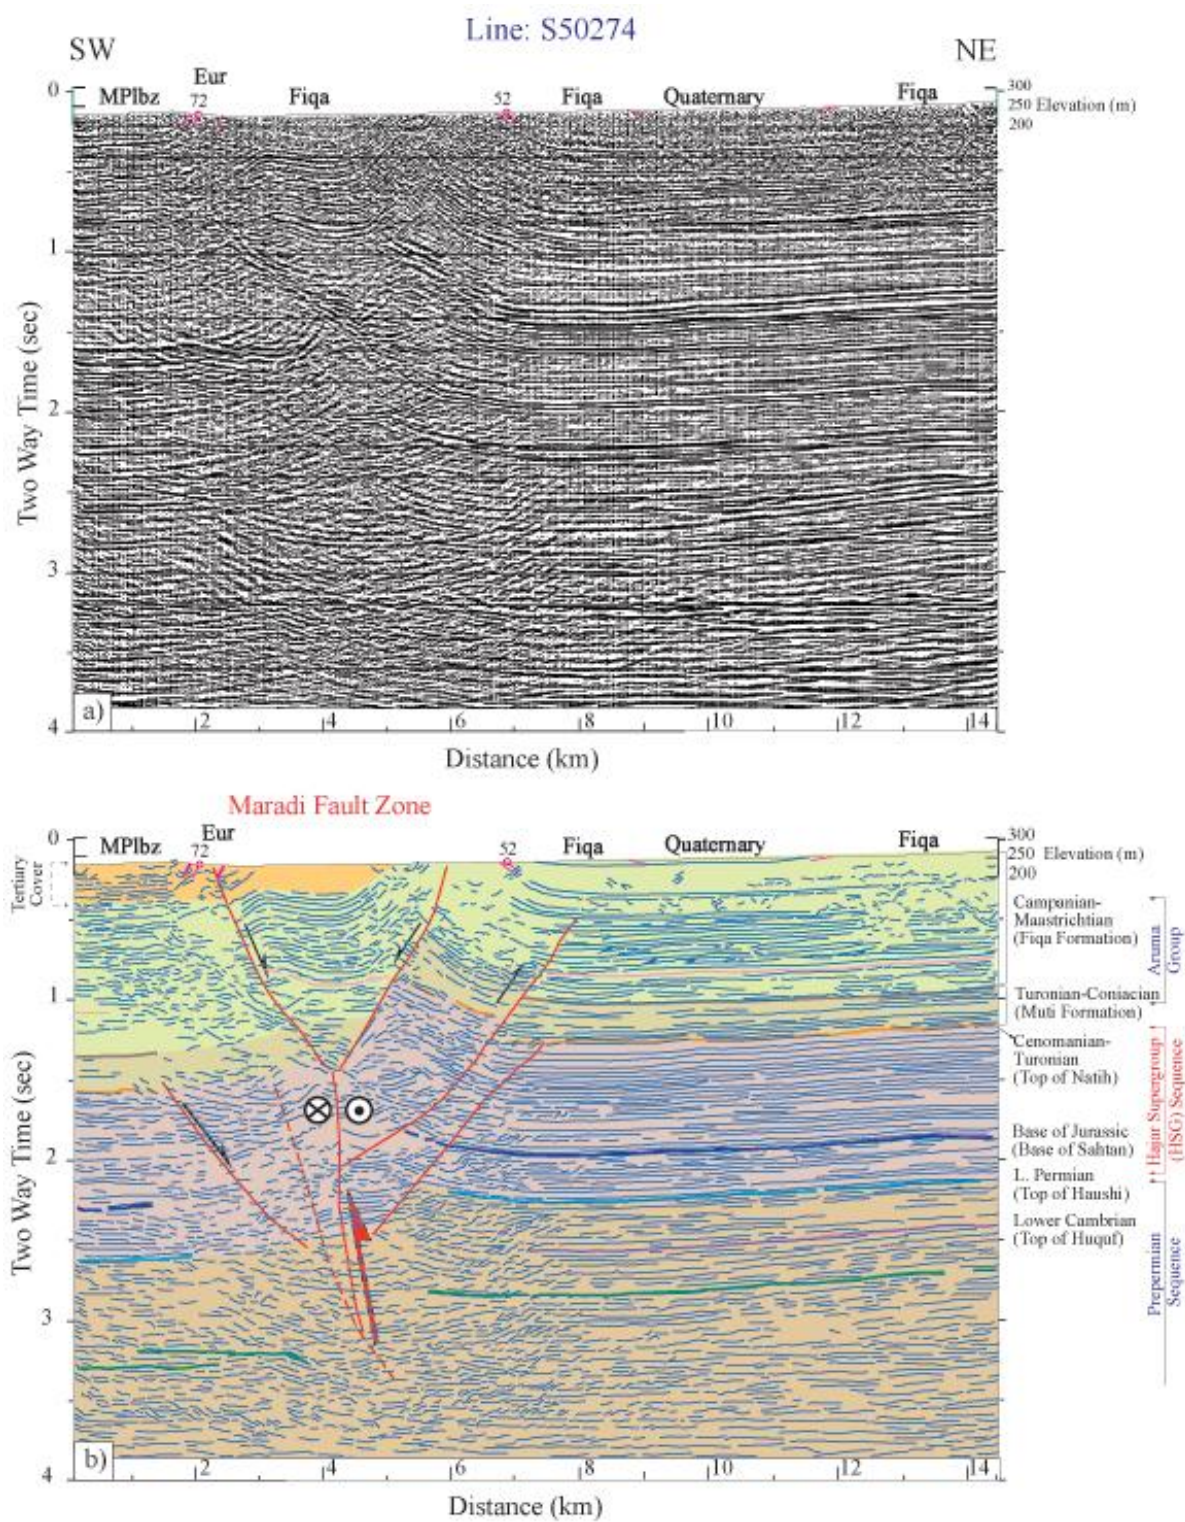 Line: S50274
SW
NE
Eur
MPlbz
72
Fiqa
52
Fiqa
Quaternary
Fiqa
300
250 Elevation (m)
200
0
1
2
3
4
Two Way Time (sec)
a)
2
4
6
8
10
12
14
Distance (km)
Maradi Fault Zone
Eur
MPlbz
72
52
Fiqa
Quaternary
Fiqa
300
250 Elevation (m)
200
Tertiary
Cover
0
1
2
3
4
Two Way Time (sec)
Campanian-
Maastrichtian
(Fiqa Formation)
Turonian-Coniacian
(Muti Formation)
Cenomanian-
Turonian
(Top of Natih)
Base of Jurassic
(Base of Sahtan)
L. Permian
(Top of Haushi)
Lower Cambrian
(Top of Huquf)
Aruma
Group
Hajar Supergroup
(HSG) Sequence
Prepermian
Sequence
b)
2
4
6
8
10
12
14
Distance (km)